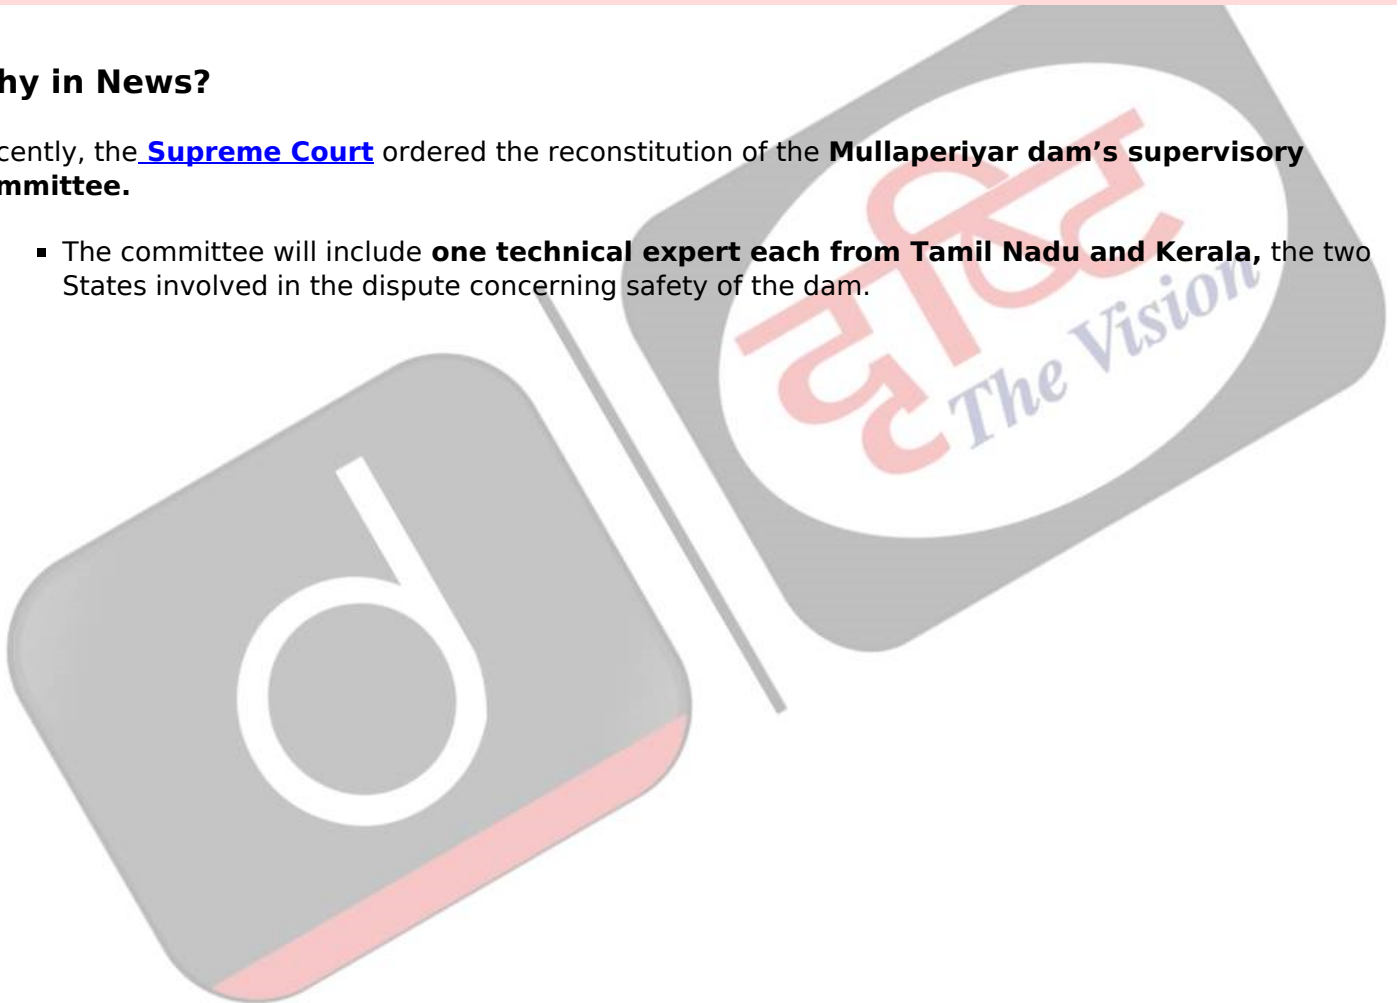 hy in News?
cently, the Supreme Court ordered the reconstitution of the Mullaperiyar dam’s supervisory
mmittee.
▪ The committee will include one technical expert each from Tamil Nadu and Kerala, the two
States involved in the dispute concerning safety of the dam.
दृष्टि
The Vision
d